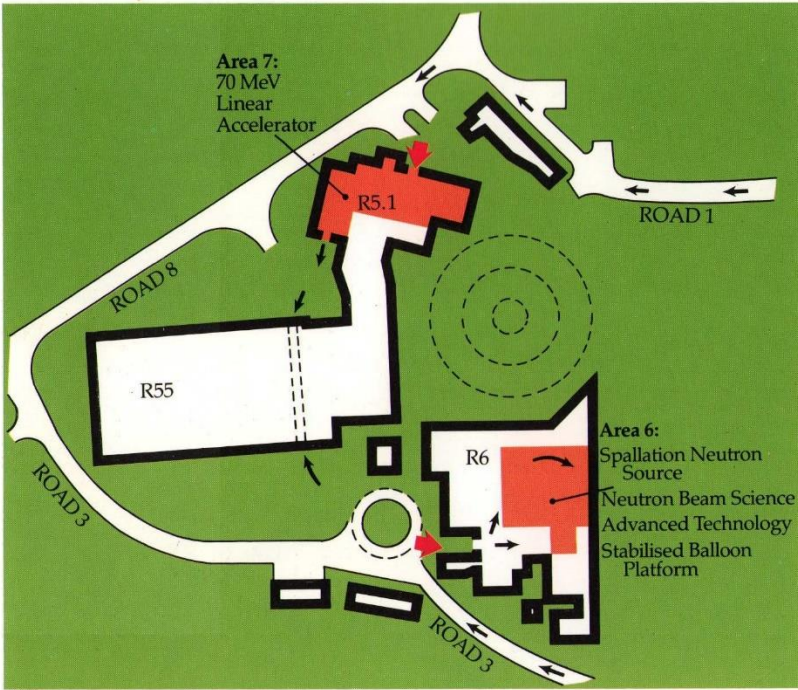 Area 7:
70 MeV
Linear
Accelerator
R5.1
ROAD 1
ROAD 8
R55
ROAD 3
R6
Area 6:
Spallation Neutron
Source
Neutron Beam Science
Advanced Technology
Stabilised Balloon
Platform
ROAD 3